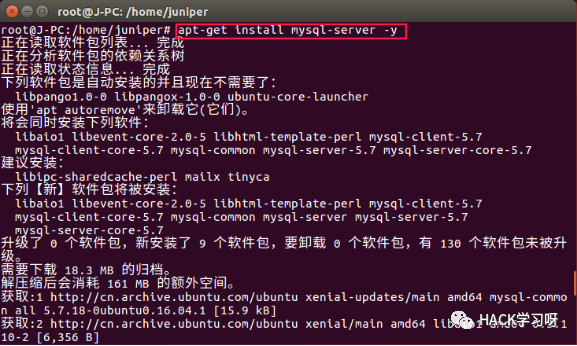 root@J-PC: /home/juniper
root@J-PC:/home/juniper# apt-get install mysql-server -y
正在读取软件包列表... 完成
正在分析软件包的依赖关系树
正在读取状态信息... 完成
下列软件包是自动安装的并且现在不需要了：
libpango1.0-0 libpangox-1.0-0 ubuntu-core-launcher
使用'apt autoremove'来卸载它(它们)。
将会同时安装下列软件：
libaio1 libevent-core-2.0-5 libhtml-template-perl mysql-client-5.7
mysql-client-core-5.7 mysql-common mysql-server-5.7 mysql-server-core-5.7
建议安装：
libipc-sharedcache-perl mailx tinyca
下列【新】软件包将被安装：
libaio1 libevent-core-2.0-5 libhtml-template-perl mysql-client-5.7
mysql-client-core-5.7 mysql-common mysql-server mysql-server-5.7
mysql-server-core-5.7
升级了 0 个软件包，新安装了 9 个软件包，要卸载 0 个软件包，有 130 个软件包未被升
级。
需要下载 18.3 MB 的归档。
解压缩后会消耗 161 MB 的额外空间。
获取:1 http://cn.archive.ubuntu.com/ubuntu xenial-updates/main amd64 mysql-commo
n all 5.7.18-0ubuntu0.16.04.1 [15.9 kB]
获取:2 http://cn.archive.ubuntu.com/ubuntu xenial/main amd64
10-2 [6,356 B]
HACK学习呀